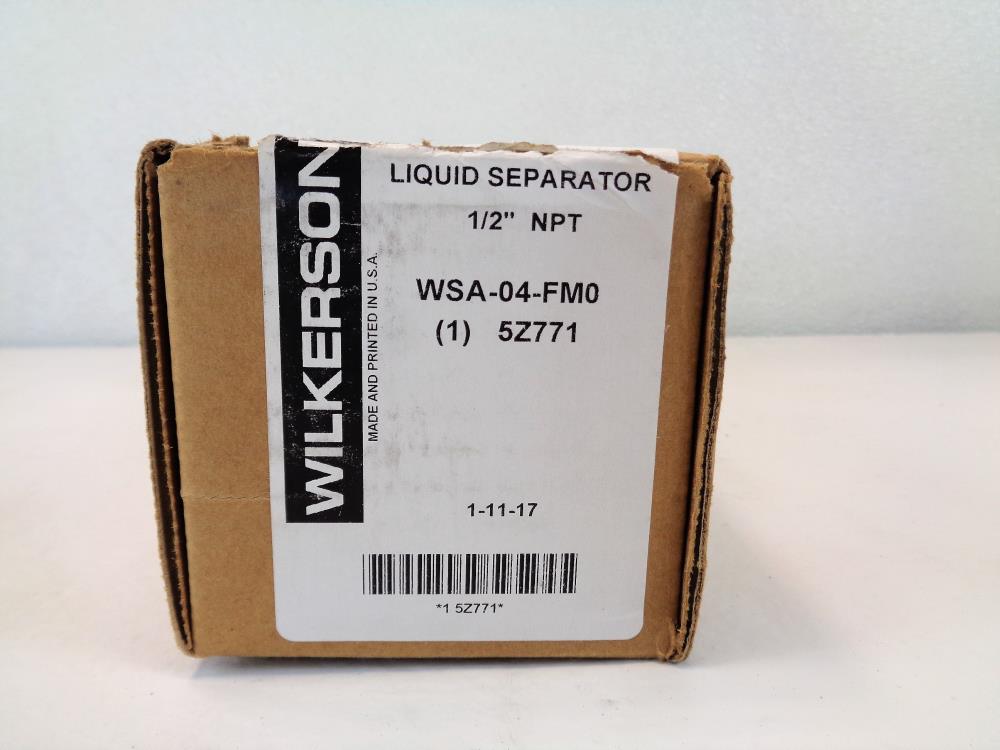 WILKERSON
MADE AND PRINTED IN U.S.A.
LIQUID SEPARATOR
1/2" NPT
WSA-04-FM0
(1) 5Z771
1-11-17
*1 5Z771*